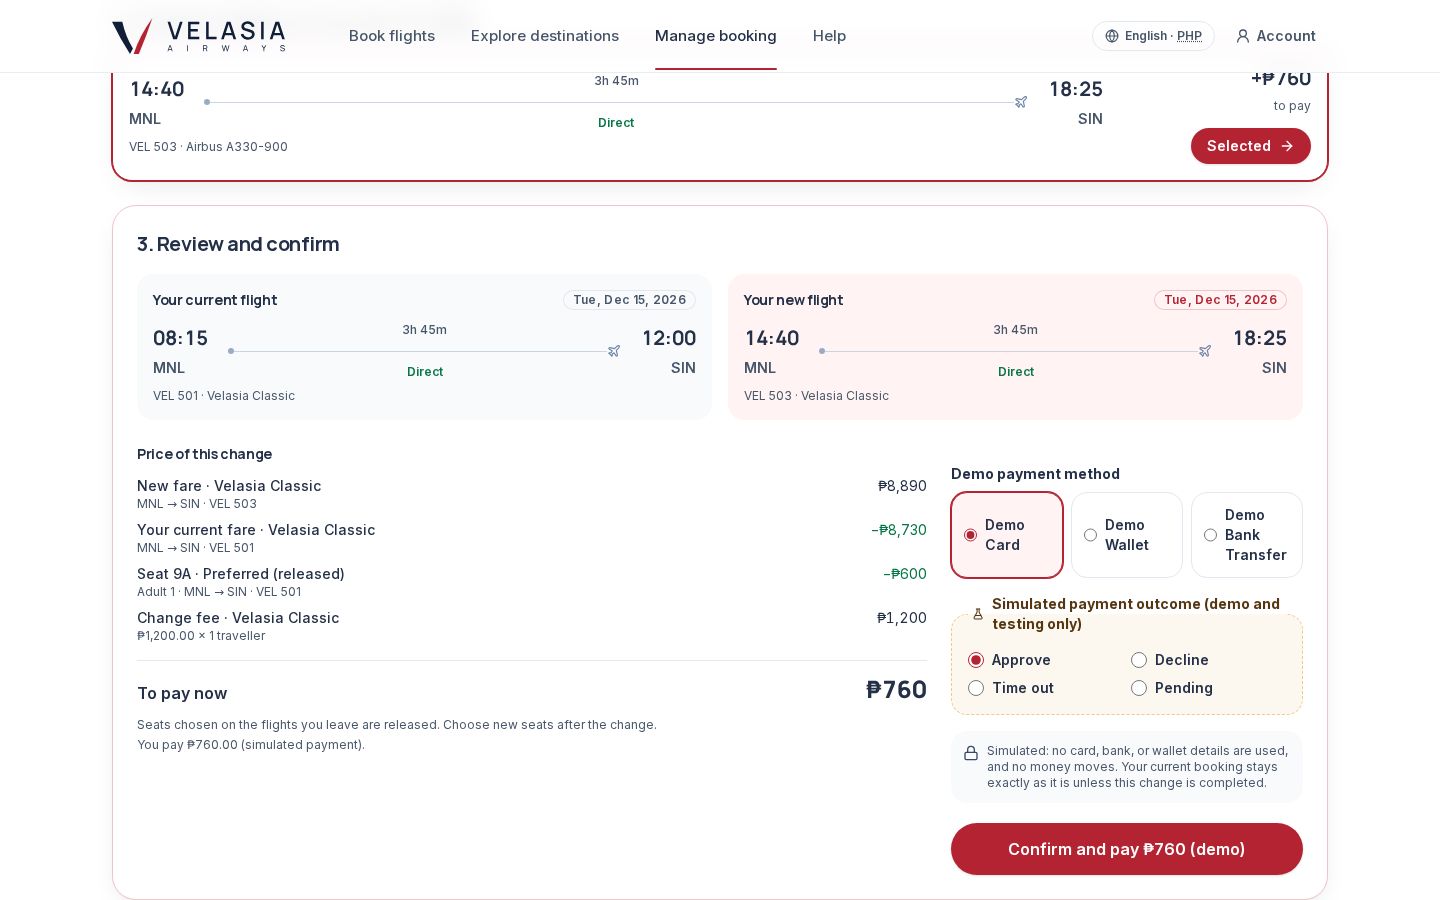 VELASIA
AIRWAYS
Book flights
Explore destinations
Manage booking
Help
English · PHP
Account
14:40
3h 45m
18:25
+₱760
MNL
Direct
SIN
to pay
VEL 503 · Airbus A330-900
Selected
3. Review and confirm
Your current flight
Tue, Dec 15, 2026
08:15
3h 45m
12:00
MNL
Direct
SIN
VEL 501 · Velasia Classic
Your new flight
Tue, Dec 15, 2026
14:40
3h 45m
18:25
MNL
Direct
SIN
VEL 503 · Velasia Classic
Price of this change
New fare · Velasia Classic ₱8,890
MNL → SIN · VEL 503
Your current fare · Velasia Classic −₱8,730
MNL → SIN · VEL 501
Seat 9A · Preferred (released) −₱600
Adult 1 · MNL → SIN · VEL 501
Change fee · Velasia Classic ₱1,200
₱1,200.00 × 1 traveller
To pay now ₱760
Seats chosen on the flights you leave are released. Choose new seats after the change.
You pay ₱760.00 (simulated payment).
Demo payment method
Demo
Card
Demo
Wallet
Demo
Bank
Transfer
Simulated payment outcome (demo and
testing only)
Approve
Decline
Time out
Pending
Simulated: no card, bank, or wallet details are used,
and no money moves. Your current booking stays
exactly as it is unless this change is completed.
Confirm and pay ₱760 (demo)